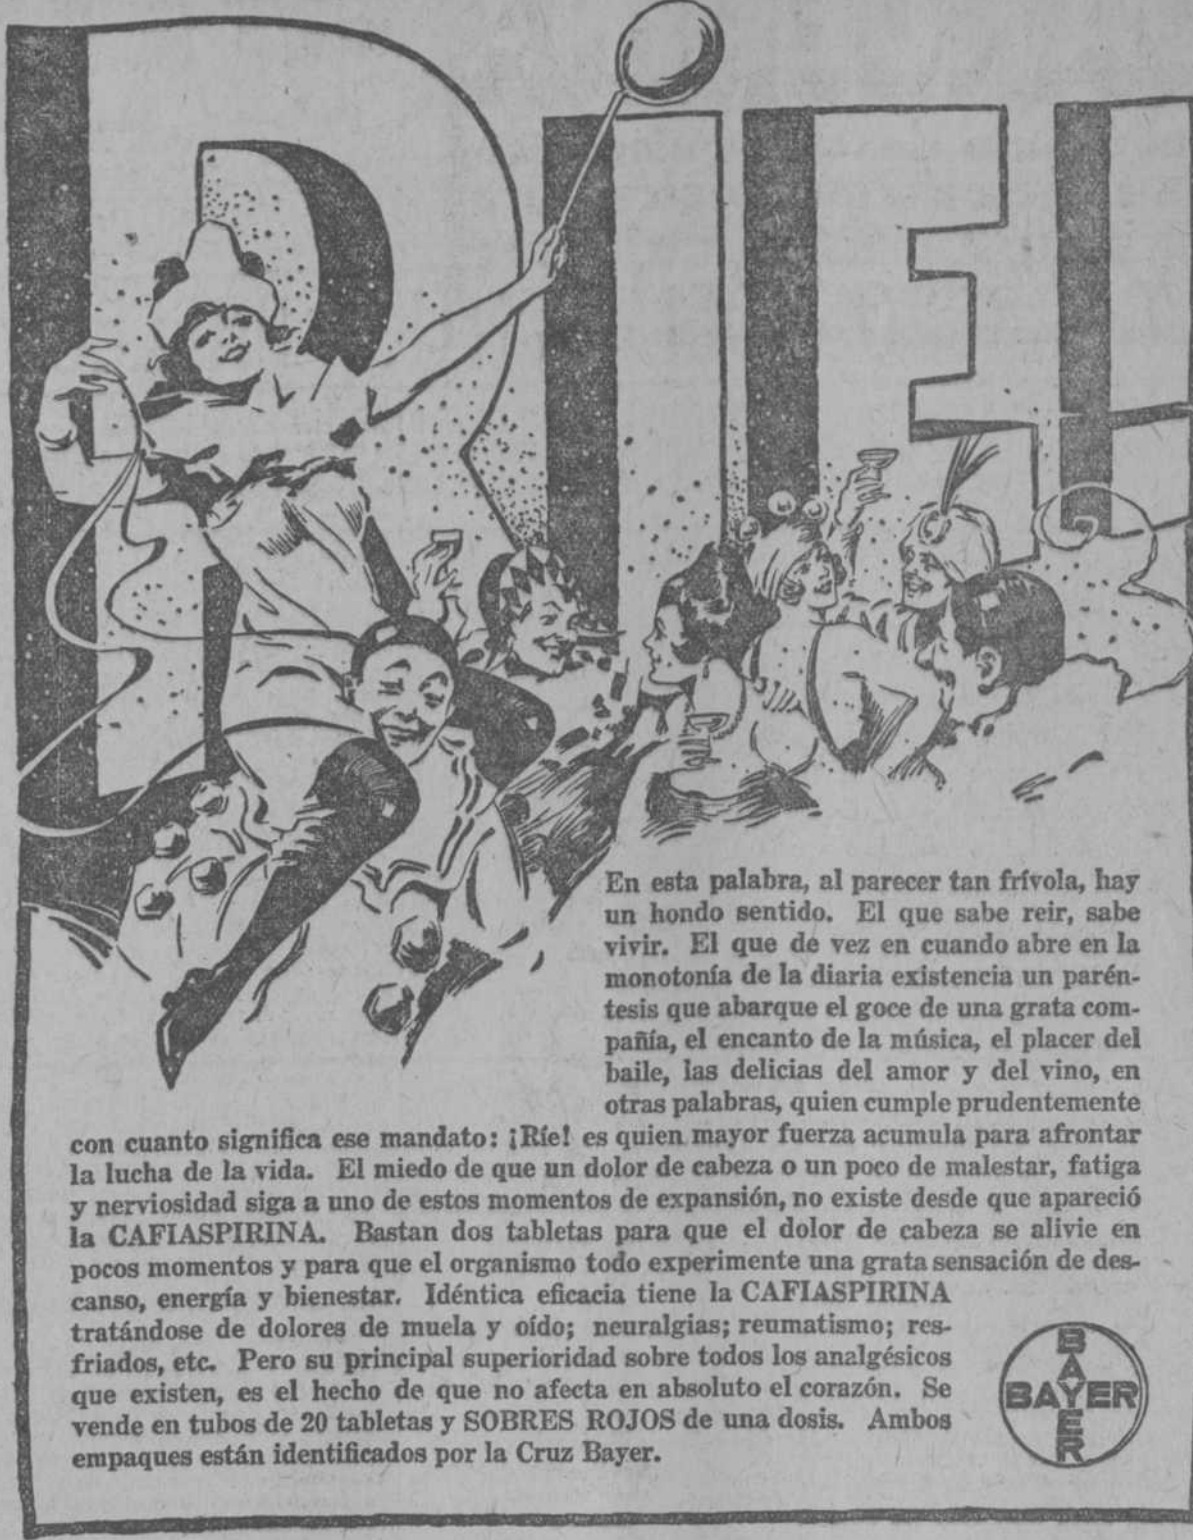 RIE!
En esta palabra, al parecer tan frívola, hay
un hondo sentido. El que sabe reir, sabe
vivir. El que de vez en cuando abre en la
monotonía de la diaria existencia un parén-
tesis que abarque el goce de una grata com-
pañía, el encanto de la música, el placer del
baile, las delicias del amor y del vino, en
otras palabras, quien cumple prudentemente
con cuanto significa ese mandato: ¡Ríe! es quien mayor fuerza acumula para afrontar
la lucha de la vida. El miedo de que un dolor de cabeza o un poco de malestar, fatiga
y nerviosidad siga a uno de estos momentos de expansión, no existe desde que apareció
la CAFIASPIRINA. Bastan dos tabletas para que el dolor de cabeza se alivie en
pocos momentos y para que el organismo todo experimente una grata sensación de des-
canso, energía y bienestar. Idéntica eficacia tiene la CAFIASPIRINA
tratándose de dolores de muela y oído; neuralgias; reumatismo; res-
friados, etc. Pero su principal superioridad sobre todos los analgésicos
que existen, es el hecho de que no afecta en absoluto el corazón. Se
vende en tubos de 20 tabletas y SOBRES ROJOS de una dosis. Ambos
empaques están identificados por la Cruz Bayer.
BAYER
BAYER